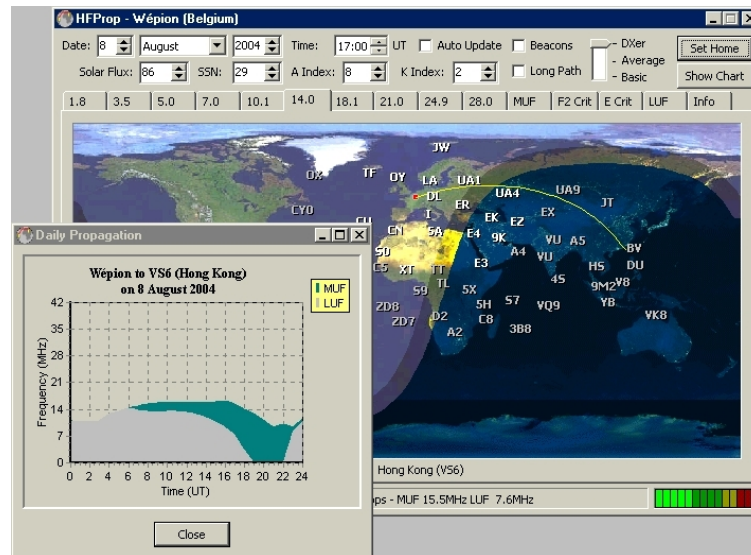 HFProp - Wépion (Belgium)
Date: 8 August 2004 Time: 17:00 UT Auto Update Beacons DXer Set Home
Average
Solar Flux: 86 SSN: 29 A Index: 8 K Index: 2 Long Path Basic Show Chart
1.8 3.5 5.0 7.0 10.1 14.0 18.1 21.0 24.9 28.0 MUF F2 Crit E Crit LUF Info
JW
OX TF OY LA UA1
DL UA4 UA9 JT
CY0 I ER EK EZ EX
CN 5A E4 9K VU A5 BV
S0 A4 VU HS DU
C5 XT TT E3 4S 9M2 V8
TL S9 5X YB
ZD8 5H S7 VQ9
ZD7 D2 C8 VK8
A2 3B8
Hong Kong (VS6)
ops - MUF 15.5MHz LUF 7.6MHz
Daily Propagation
Wépion to VS6 (Hong Kong)
on 8 August 2004
MUF
LUF
Frequency (MHz)
42
35
28
21
14
7
0
0 2 4 6 8 10 12 14 16 18 20 22 24
Time (UT)
Close